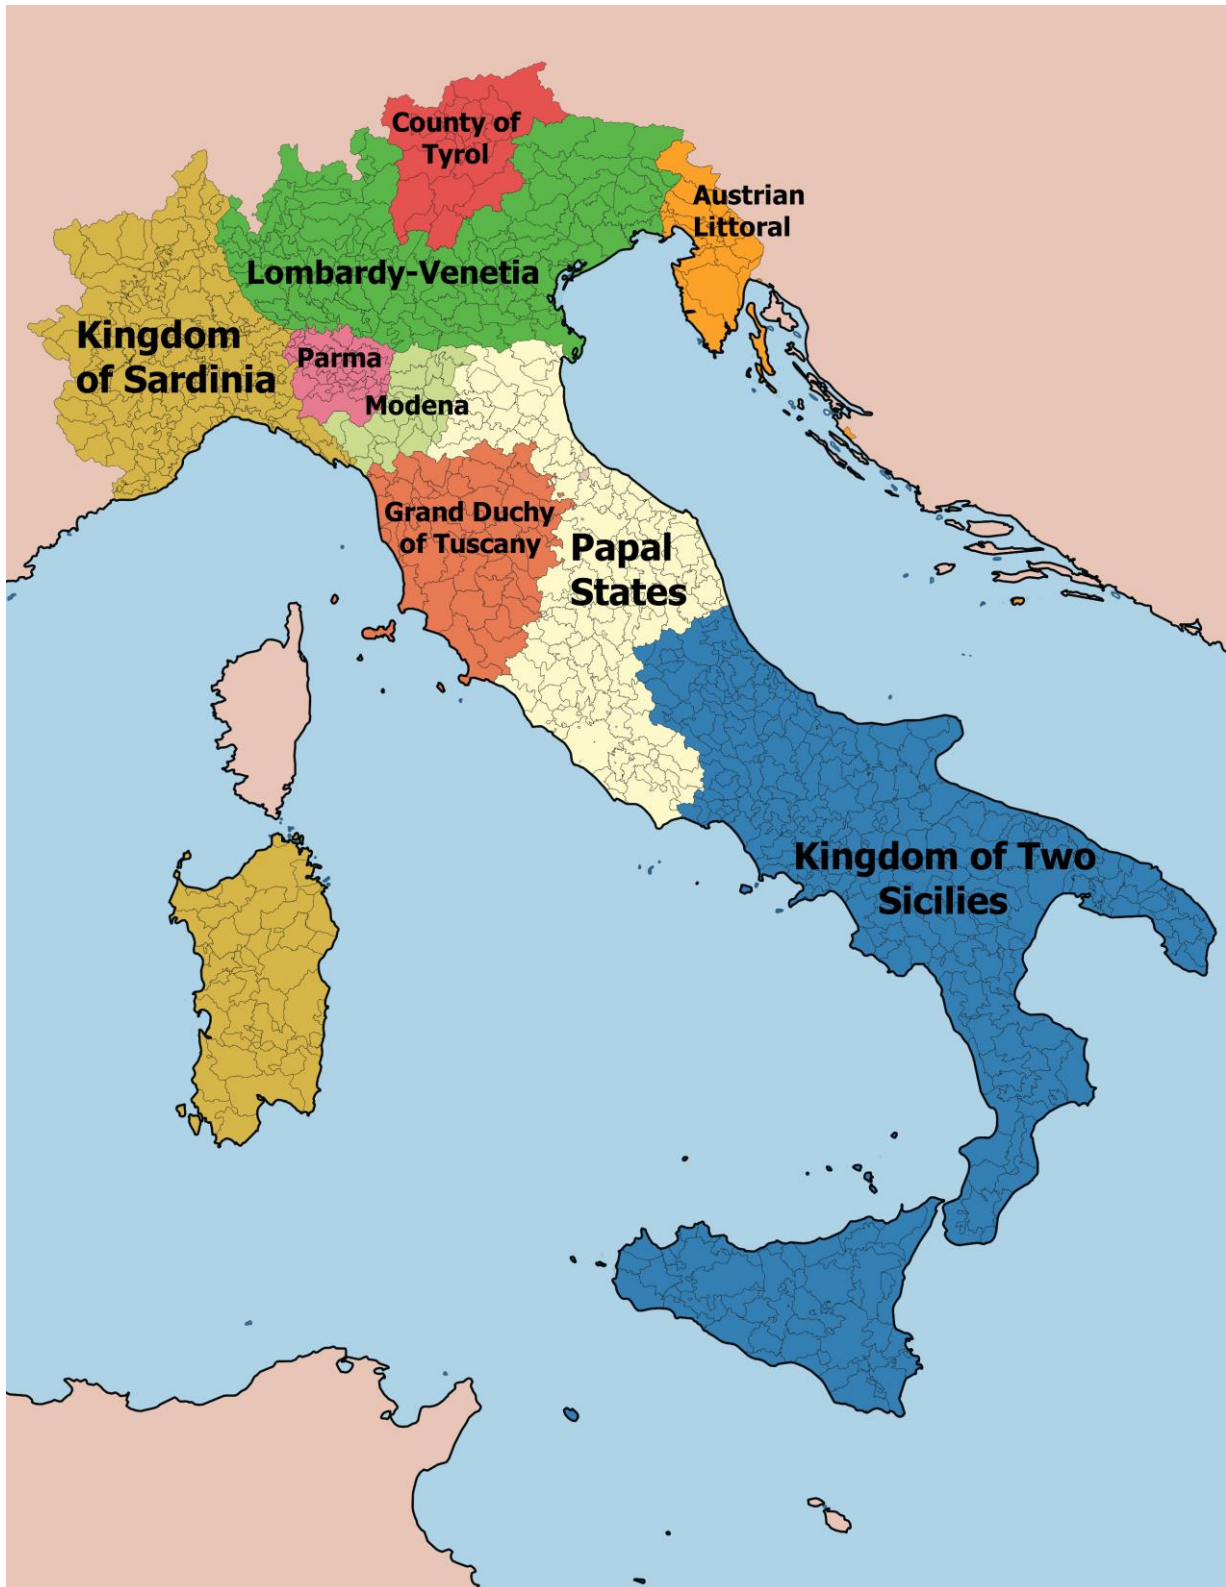 County of
Tyrol
Austrian
Littoral
Lombardy-Venetia
Kingdom
of Sardinia
Parma
Modena
Grand Duchy
of Tuscany
Papal
States
Kingdom of Two
Sicilies